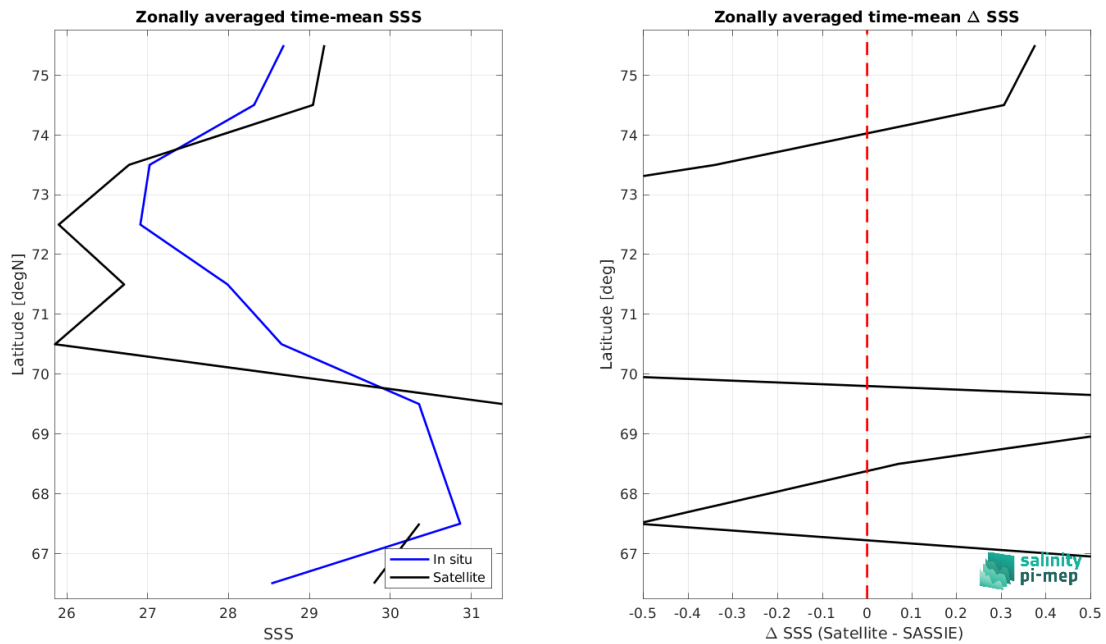 Zonally averaged time-mean SSS
75
74
73
72
71
70
69
68
67
26 27 28 29 30 31
Latitude [degN]
SSS
In situ
Satellite
Zonally averaged time-mean Δ SSS
75
74
73
72
71
70
69
68
67
-0.5 -0.4 -0.3 -0.2 -0.1 0 0.1 0.2 0.3 0.4 0.5
Latitude [deg]
Δ SSS (Satellite - SASSIE)
salinity
pi-mep